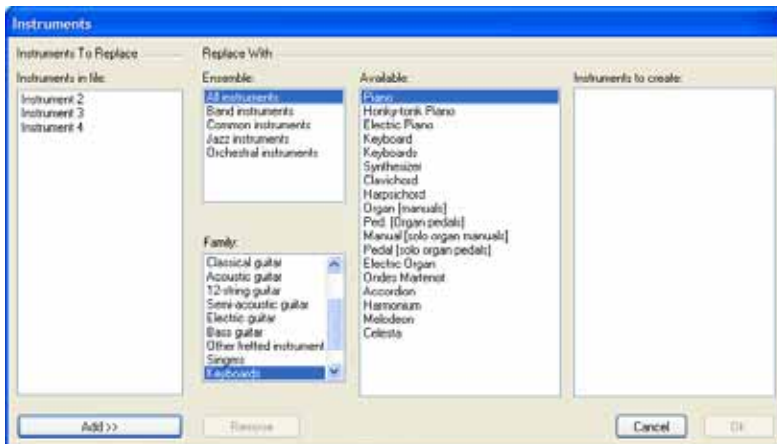 Instruments
Instruments To Replace
Replace With
Instruments in file:
Ensemble:
Available:
Instruments to create:
Instrument 2
Instrument 3
Instrument 4
All instruments
Band instruments
Common instruments
Jazz instruments
Orchestral instruments
Family:
Classical guitar
Acoustic guitar
12-string guitar
Semi-acoustic guitar
Electric guitar
Bass guitar
Other fretted instrument
Singers
Keyboards
Piano
Honky-tonk Piano
Electric Piano
Keyboard
Keyboards
Synthesizer
Clavichord
Harpsichord
Organ [manuals]
Ped. [Organ pedals]
Manual [solo organ manuals]
Pedal [solo organ pedals]
Electric Organ
Ondes Martenot
Accordion
Harmonium
Melodeon
Celesta
Add >>
Remove
Cancel
OK